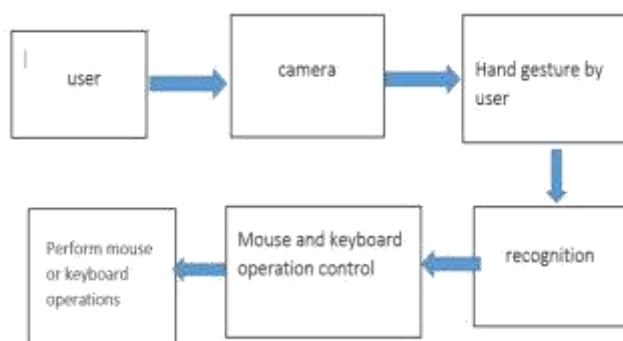 user
camera
Hand gesture by
user
recognition
Mouse and keyboard
operation control
Perform mouse
or keyboard
operations